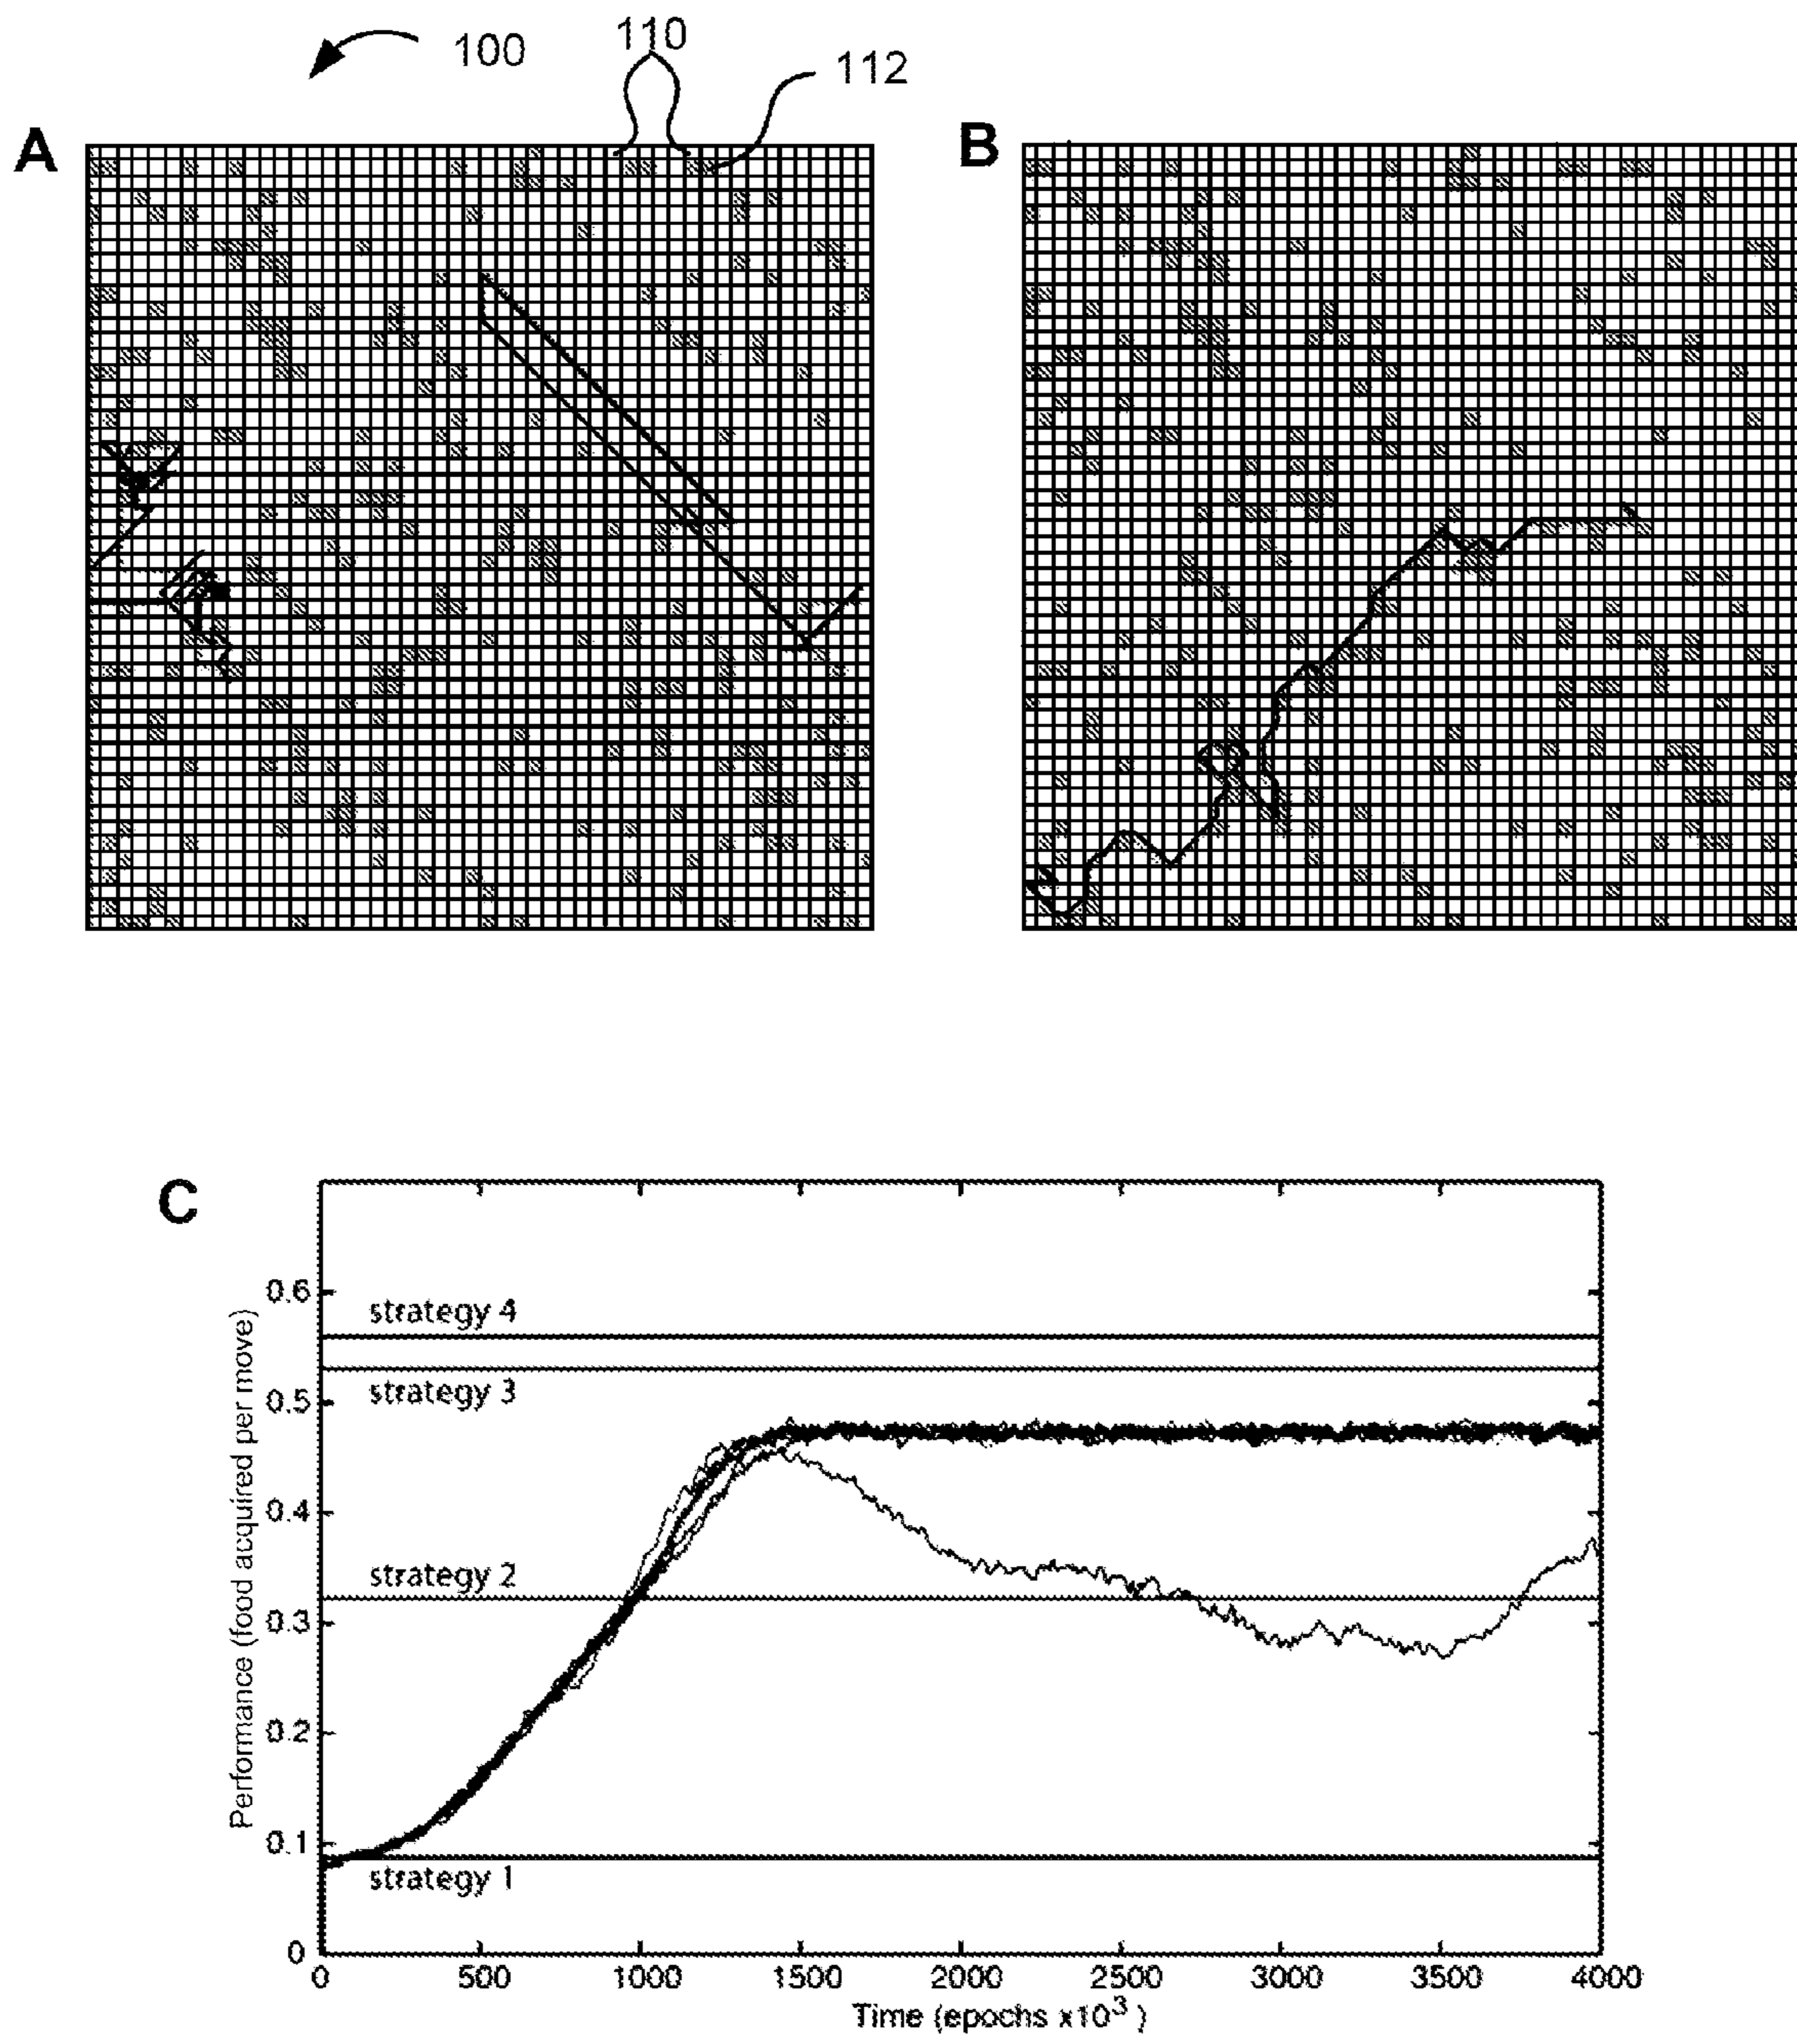 100
110
112
A
B
C
0.6
0.5
0.4
0.3
0.2
0.1
0
Performance (food acquired per move)
strategy 4
strategy 3
strategy 2
strategy 1
0 500 1000 1500 2000 2500 3000 3500 4000
Time (epochs x10³ )